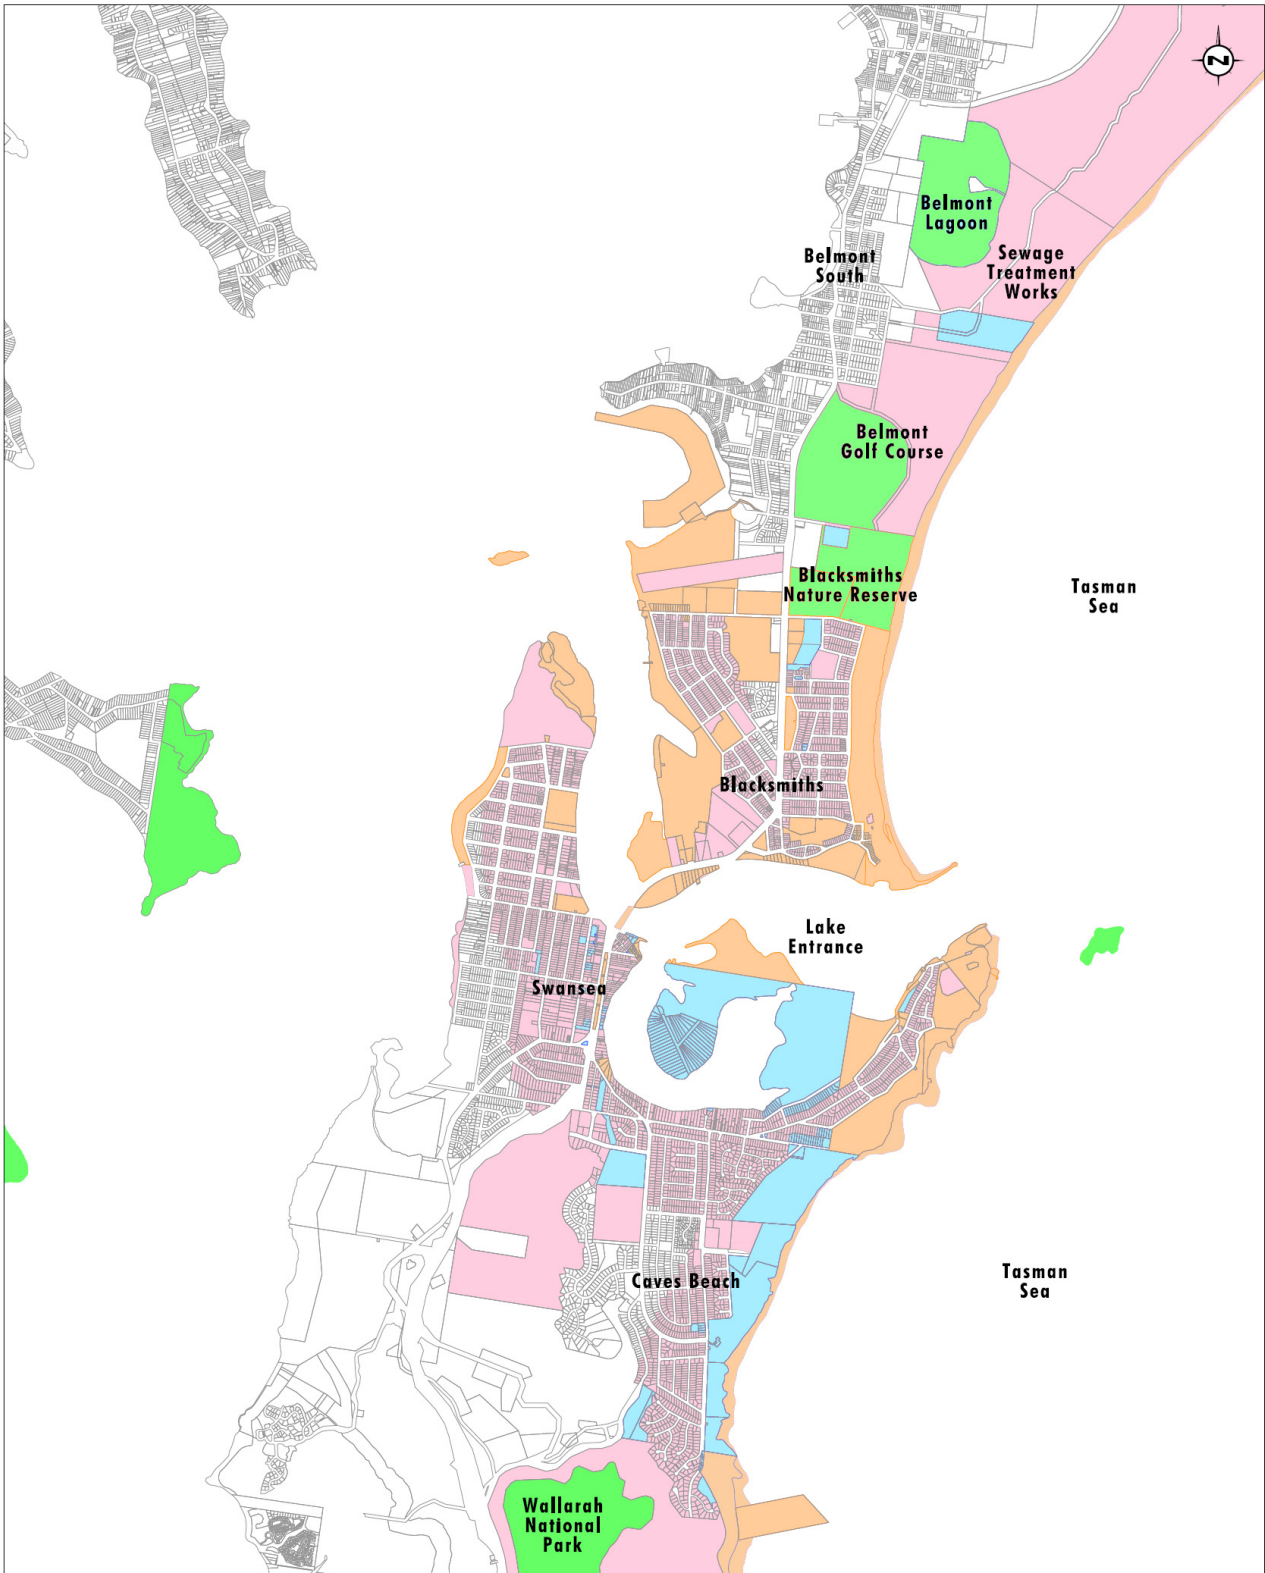 N
Belmont
Lagoon
Belmont
South
Sewage
Treatment
Works
Belmont
Golf Course
Blacksmiths
Nature Reserve
Tasman
Sea
Blacksmiths
Lake
Entrance
Swansea
Caves Beach
Tasman
Sea
Wallarah
National
Park